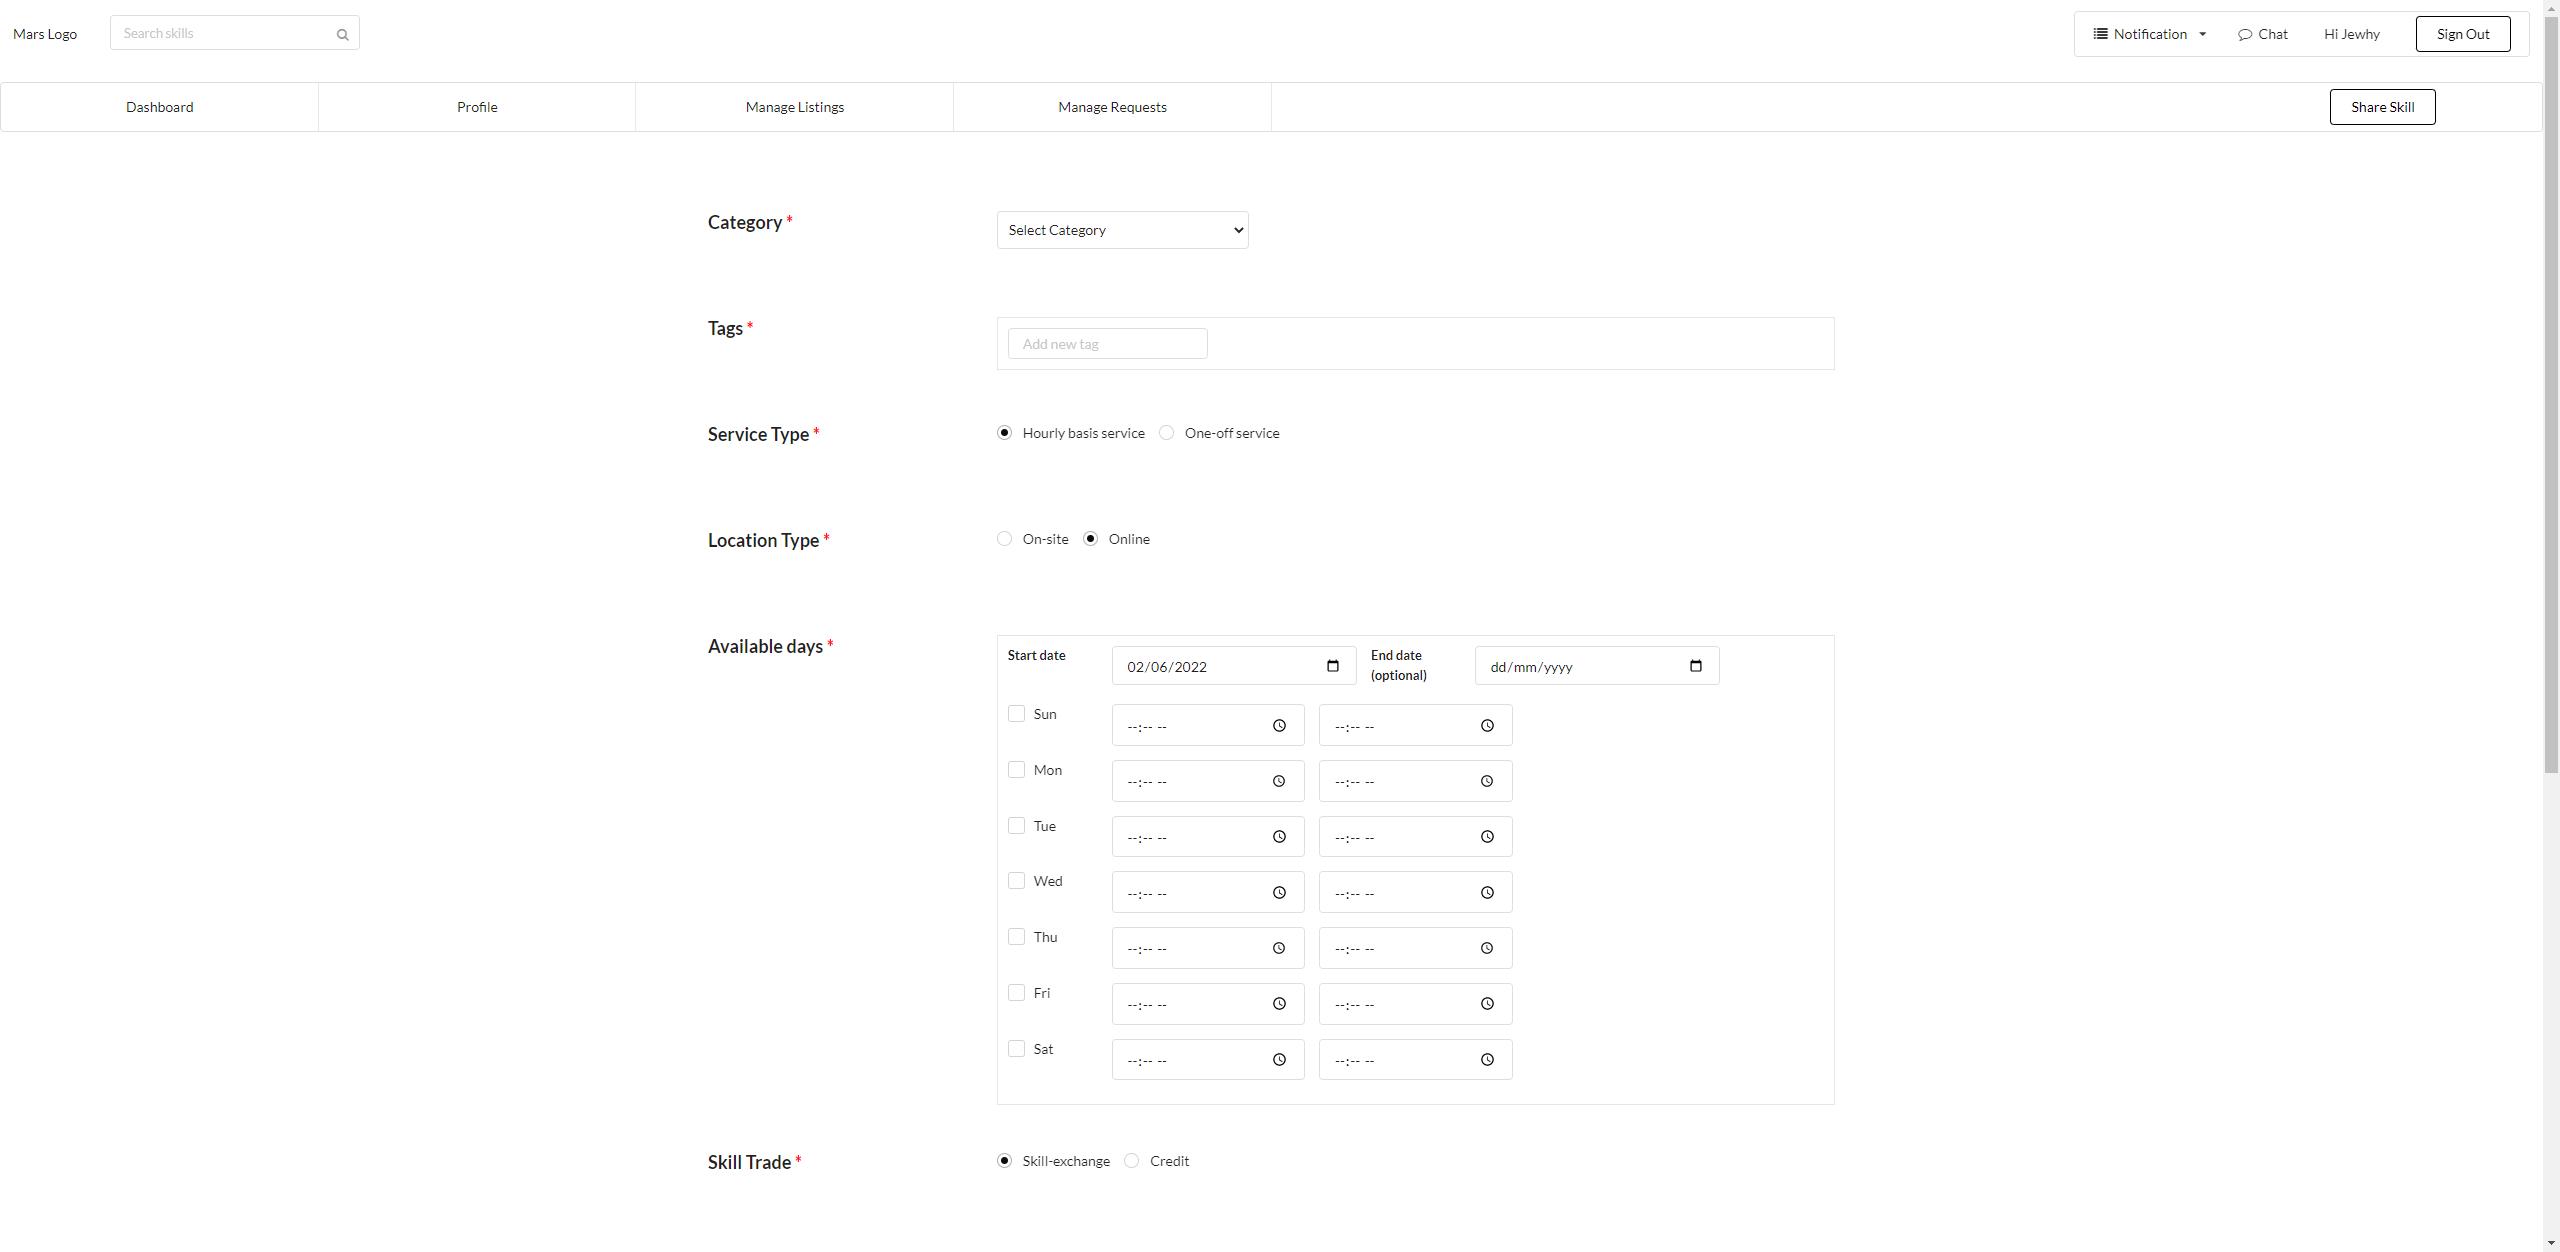 Mars Logo
Search skills
Notification
Chat
Hi Jewhy
Sign Out
Dashboard
Profile
Manage Listings
Manage Requests
Share Skill
Category *
Select Category
Tags *
Add new tag
Service Type *
Hourly basis service
One-off service
Location Type *
On-site
Online
Available days *
Start date
02/06/2022
End date
(optional)
dd/mm/yyyy
Sun
--:-- --
--:-- --
Mon
--:-- --
--:-- --
Tue
--:-- --
--:-- --
Wed
--:-- --
--:-- --
Thu
--:-- --
--:-- --
Fri
--:-- --
--:-- --
Sat
--:-- --
--:-- --
Skill Trade *
Skill-exchange
Credit